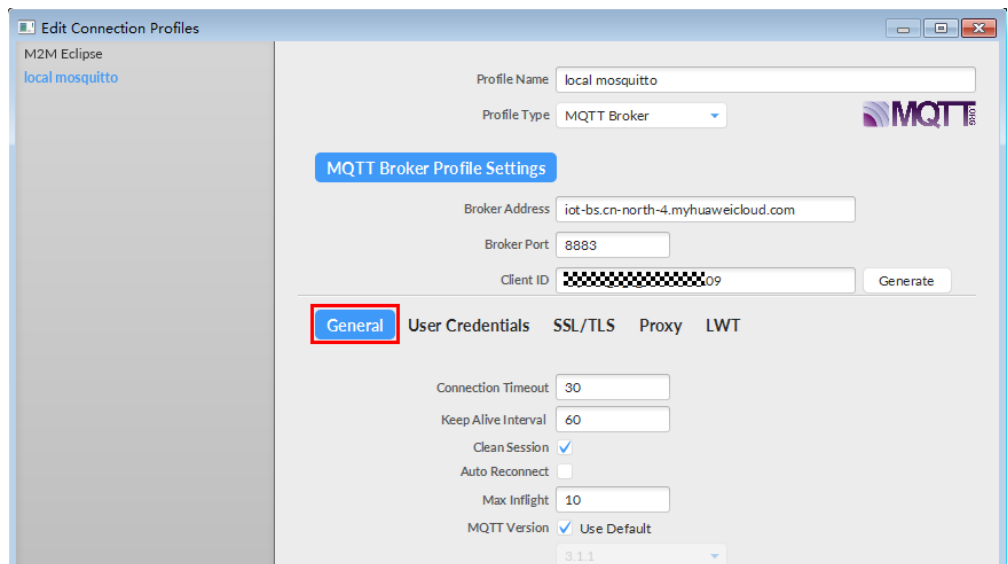 Edit Connection Profiles
M2M Eclipse
local mosquitto
Profile Name local mosquitto
Profile Type MQTT Broker
MQTT
.ORG
MQTT Broker Profile Settings
Broker Address iot-bs.cn-north-4.myhuaweicloud.com
Broker Port 8883
Client ID 09 Generate
General User Credentials SSL/TLS Proxy LWT
Connection Timeout 30
Keep Alive Interval 60
Clean Session
Auto Reconnect
Max Inflight 10
MQTT Version Use Default
3.1.1